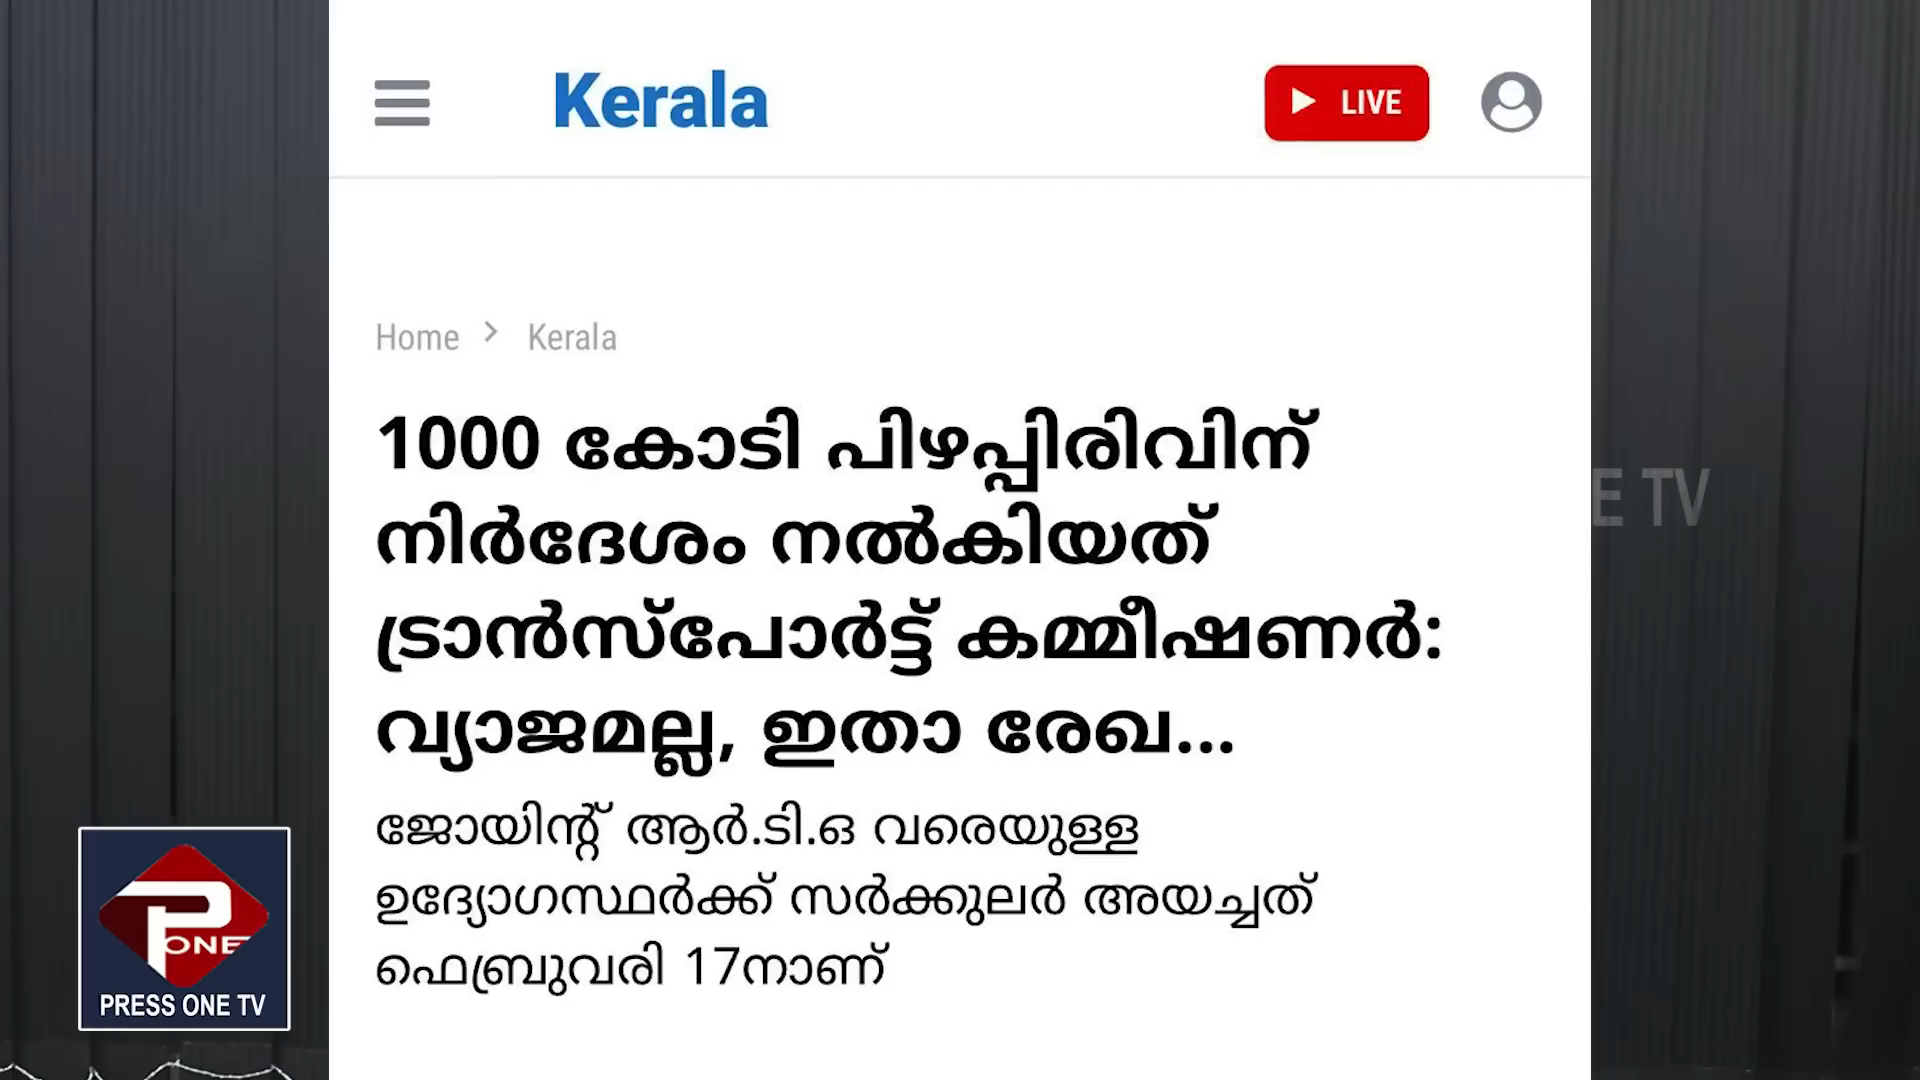 Kerala
LIVE
Home > Kerala
1000 കോടി പിഴപ്പിരിവിന്
നിർദേശം നൽകിയത്
ട്രാൻസ്പോർട്ട് കമ്മീഷണർ:
വ്യാജമല്ല, ഇതാ രേഖ...
ജോയിന്റ് ആർ.ടി.ഒ വരെയുള്ള
ഉദ്യോഗസ്ഥർക്ക് സർക്കുലർ അയച്ചത്
ഫെബ്രുവരി 17നാണ്
E TV
P ONE
PRESS ONE TV